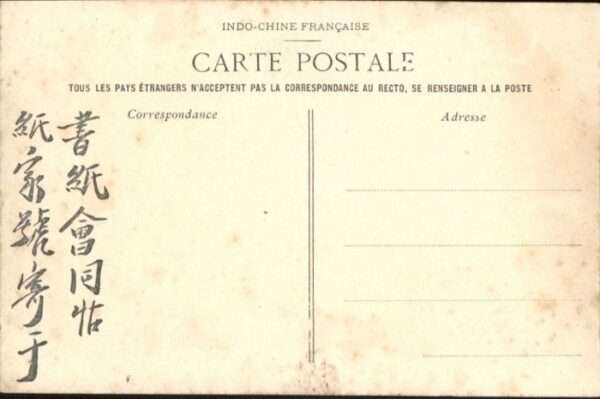 INDO-CHINE FRANÇAISE
CARTE POSTALE
TOUS LES PAYS ÉTRANGERS N'ACCEPTENT PAS LA CORRESPONDANCE AU RECTO, SE RENSEIGNER A LA POSTE
Correspondance
Adresse
書紙會同
紙家號寄于